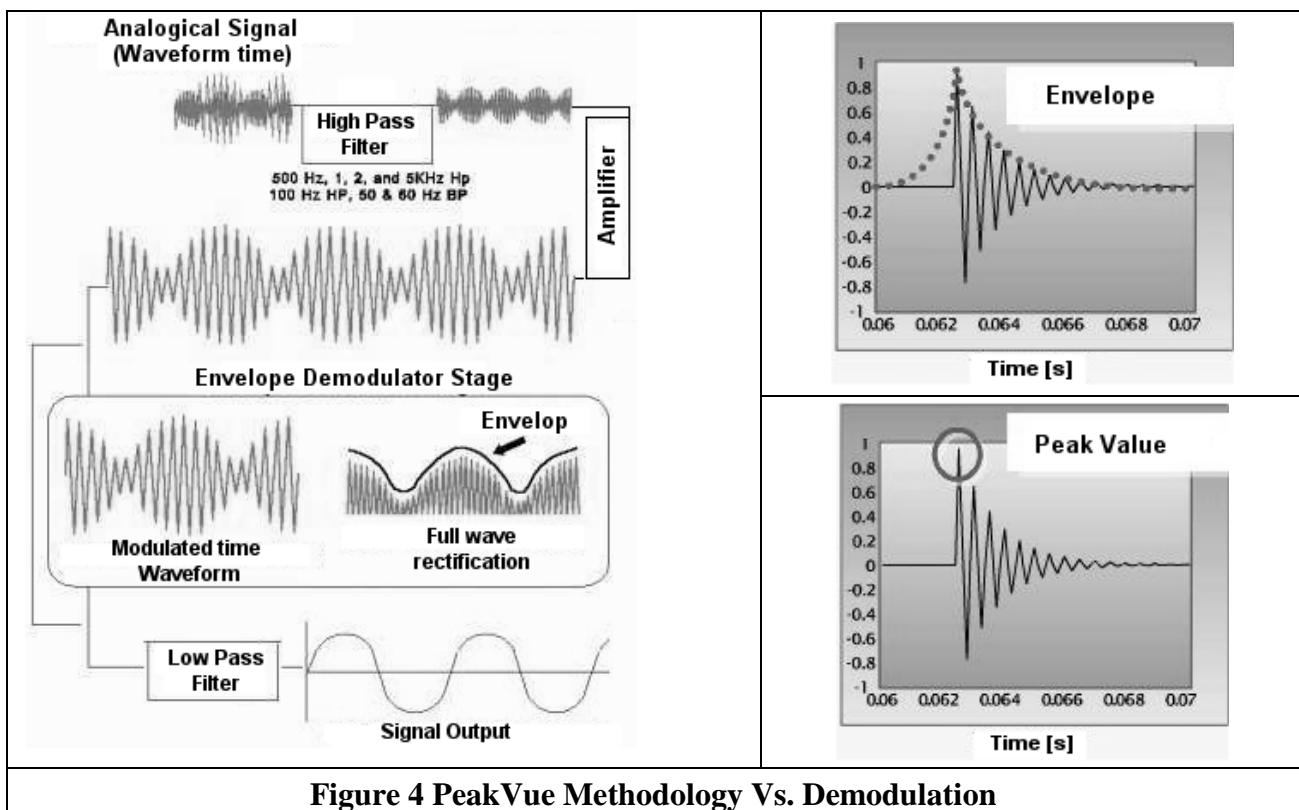 Analogical Signal
(Waveform time)
High Pass
Filter
500 Hz, 1, 2, and 5KHz Hp
100 Hz HP, 50 & 60 Hz BP
Amplifier
Envelope Demodulator Stage
Envelop
Modulated time
Waveform
Full wave
rectification
Low Pass
Filter
Signal Output
Envelope
1
0.8
0.6
0.4
0.2
0
-0.2
-0.4
-0.6
-0.8
-1
0.06 0.062 0.064 0.066 0.068 0.07
Time [s]
Peak Value
1
0.8
0.6
0.4
0.2
0
-0.2
-0.4
-0.6
-0.8
-1
0.06 0.062 0.064 0.066 0.068 0.07
Time [s]
Figure 4 PeakVue Methodology Vs. Demodulation